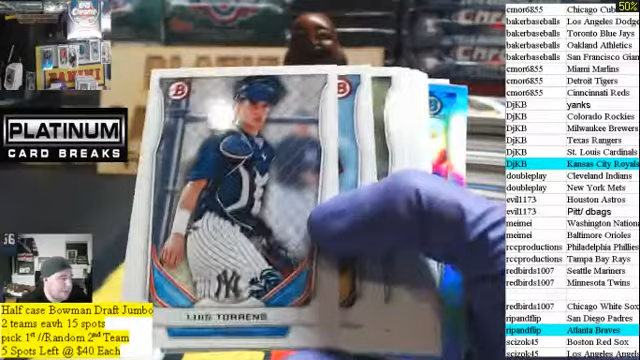 50%
cmor6855 Chicago Cub
bakerbaseballs Los Angeles Dodge
bakerbaseballs Toronto Blue Jays
bakerbaseballs Oakland Athletics
bakerbaseballs San Francisco Gian
cmor6855 Miami Marlins
cmor6855 Detroit Tigers
cmor6855 Cinncinati Reds
DjKB yanks
DjKB Colorado Rockies
DjKB Milwaukee Brewers
DjKB Texas Rangers
DjKB St. Louis Cardinals
DjKB Kansas City Royals
doubleplay Cleveland Indians
doubleplay New York Mets
evil1173 Houston Astros
evil1173 Pitt/ dbags
meimei Washington Nationa
meimei Baltimore Orioles
rccproductions Philadelphia Phillies
rccproductions Tampa Bay Rays
redbirds1007 Seattle Mariners
redbirds1007 Minnesota Twins
redbirds1007 Chicago White Sox
ripandflip San Diego Padres
ripandflip Atlanta Braves
scizok45 Boston Red Sox
scizok45 Los Angeles Angel
PLATINUM
CARD BREAKS
B
LUIS TORRENS
Half case Bowman Draft Jumbo
2 teams eavh 15 spots
pick 1st //Random 2nd Team
5 Spots Left @ $40 Each